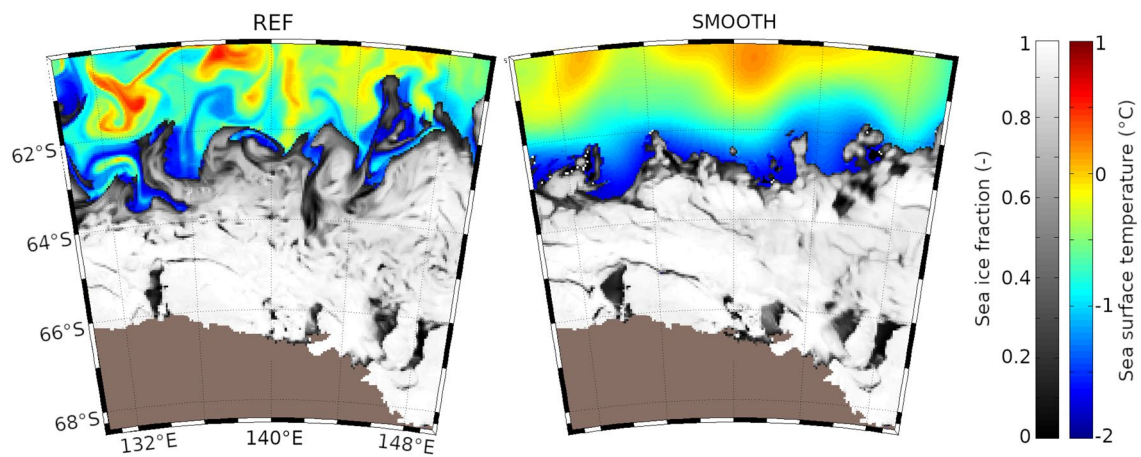 REF
SMOOTH
62°S
64°S
66°S
68°S
132°E
140°E
148°E
Sea ice fraction (-)
1
0.8
0.6
0.4
0.2
0
Sea surface temperature (°C)
1
0
-1
-2